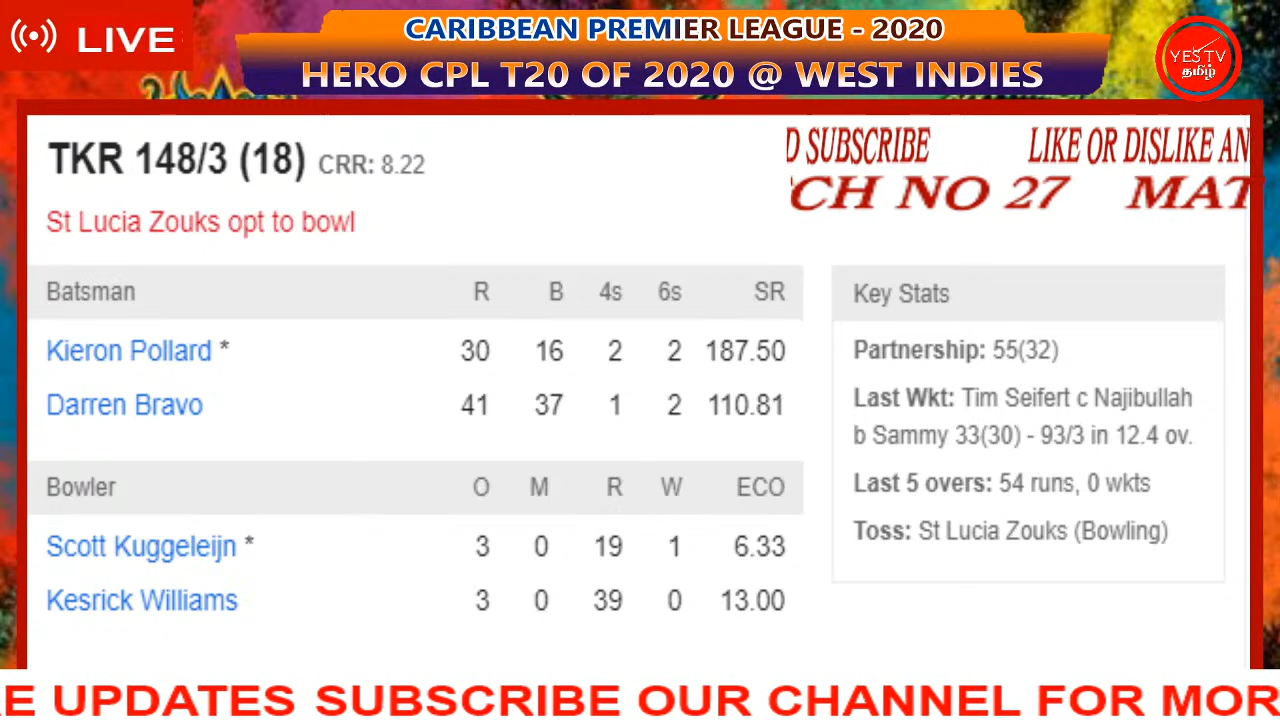 LIVE
CARIBBEAN PREMIER LEAGUE - 2020
HERO CPL T20 OF 2020 @ WEST INDIES
YES TV
தமிழ்
TKR 148/3 (18) CRR: 8.22
D SUBSCRIBE LIKE OR DISLIKE AN
CH NO 27 MAT
St Lucia Zouks opt to bowl
Batsman R B 4s 6s SR
Kieron Pollard * 30 16 2 2 187.50
Darren Bravo 41 37 1 2 110.81
Bowler O M R W ECO
Scott Kuggeleijn * 3 0 19 1 6.33
Kesrick Williams 3 0 39 0 13.00
Key Stats
Partnership: 55(32)
Last Wkt: Tim Seifert c Najibullah
b Sammy 33(30) - 93/3 in 12.4 ov.
Last 5 overs: 54 runs, 0 wkts
Toss: St Lucia Zouks (Bowling)
RE UPDATES SUBSCRIBE OUR CHANNEL FOR MOR